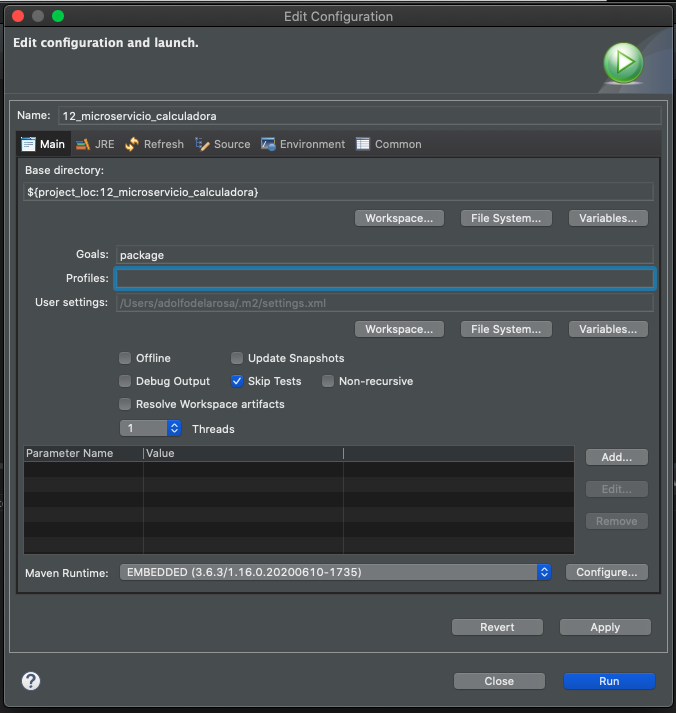 Edit Configuration
Edit configuration and launch.
Name: 12_microservicio_calculadora
Main JRE Refresh Source Environment Common
Base directory:
${project_loc:12_microservicio_calculadora}
Workspace... File System... Variables...
Goals: package
Profiles:
User settings: /Users/adolfodelarosa/.m2/settings.xml
Workspace... File System... Variables...
Offline Update Snapshots
Debug Output Skip Tests Non-recursive
Resolve Workspace artifacts
1 Threads
Parameter Name Value
Add...
Edit...
Remove
Maven Runtime: EMBEDDED (3.6.3/1.16.0.20200610-1735) Configure...
Revert Apply
? Close Run